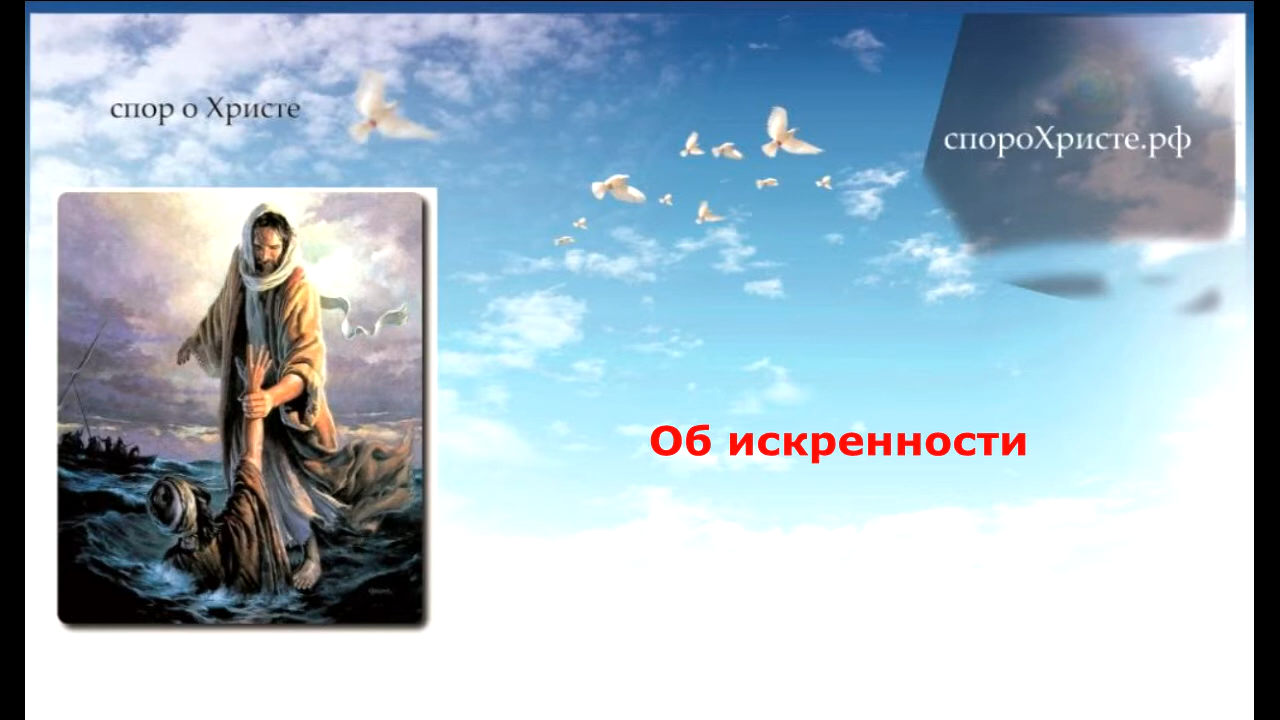 спор о Христе
спороХристе.рф
Об искренности